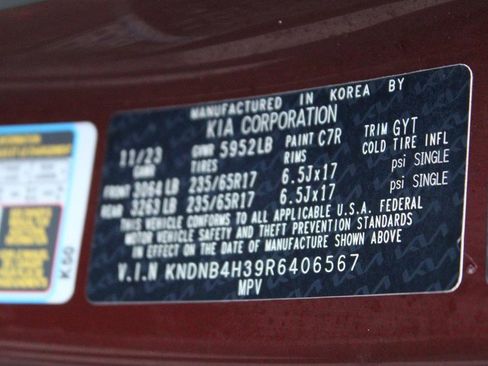 MANUFACTURED IN KOREA BY
KIA CORPORATION
11/23 GVWR 5952LB PAINT C7R TRIM GYT
GAWR TIRES RIMS COLD TIRE INFL
FRONT 3064 LB 235/65R17 6.5Jx17 psi SINGLE
REAR 3263 LB 235/65R17 6.5Jx17 psi SINGLE
THIS VEHICLE CONFORMS TO ALL APPLICABLE U.S.A. FEDERAL
MOTOR VEHICLE SAFETY AND THEFT PREVENTION STANDARDS
IN EFFECT ON THE DATE OF MANUFACTURE SHOWN ABOVE
V.I.N KNDNB4H39R6406567
MPV
K60